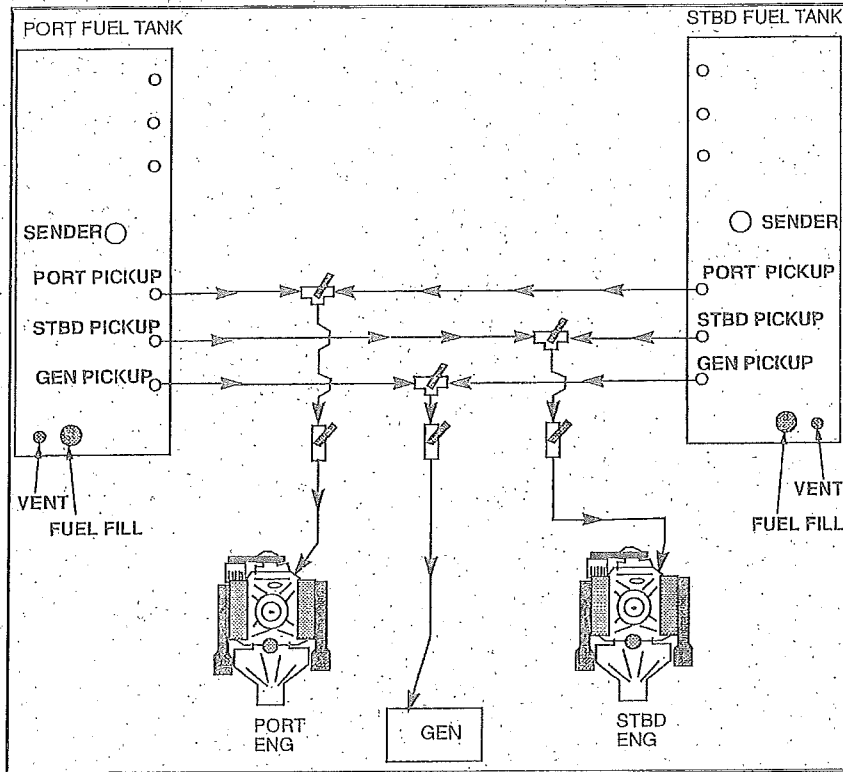 PORT FUEL TANK
STBD FUEL TANK
SENDER
SENDER
PORT PICKUP
PORT PICKUP
STBD PICKUP
STBD PICKUP
GEN PICKUP
GEN PICKUP
VENT
FUEL FILL
VENT
FUEL FILL
PORT
ENG
GEN
STBD
ENG